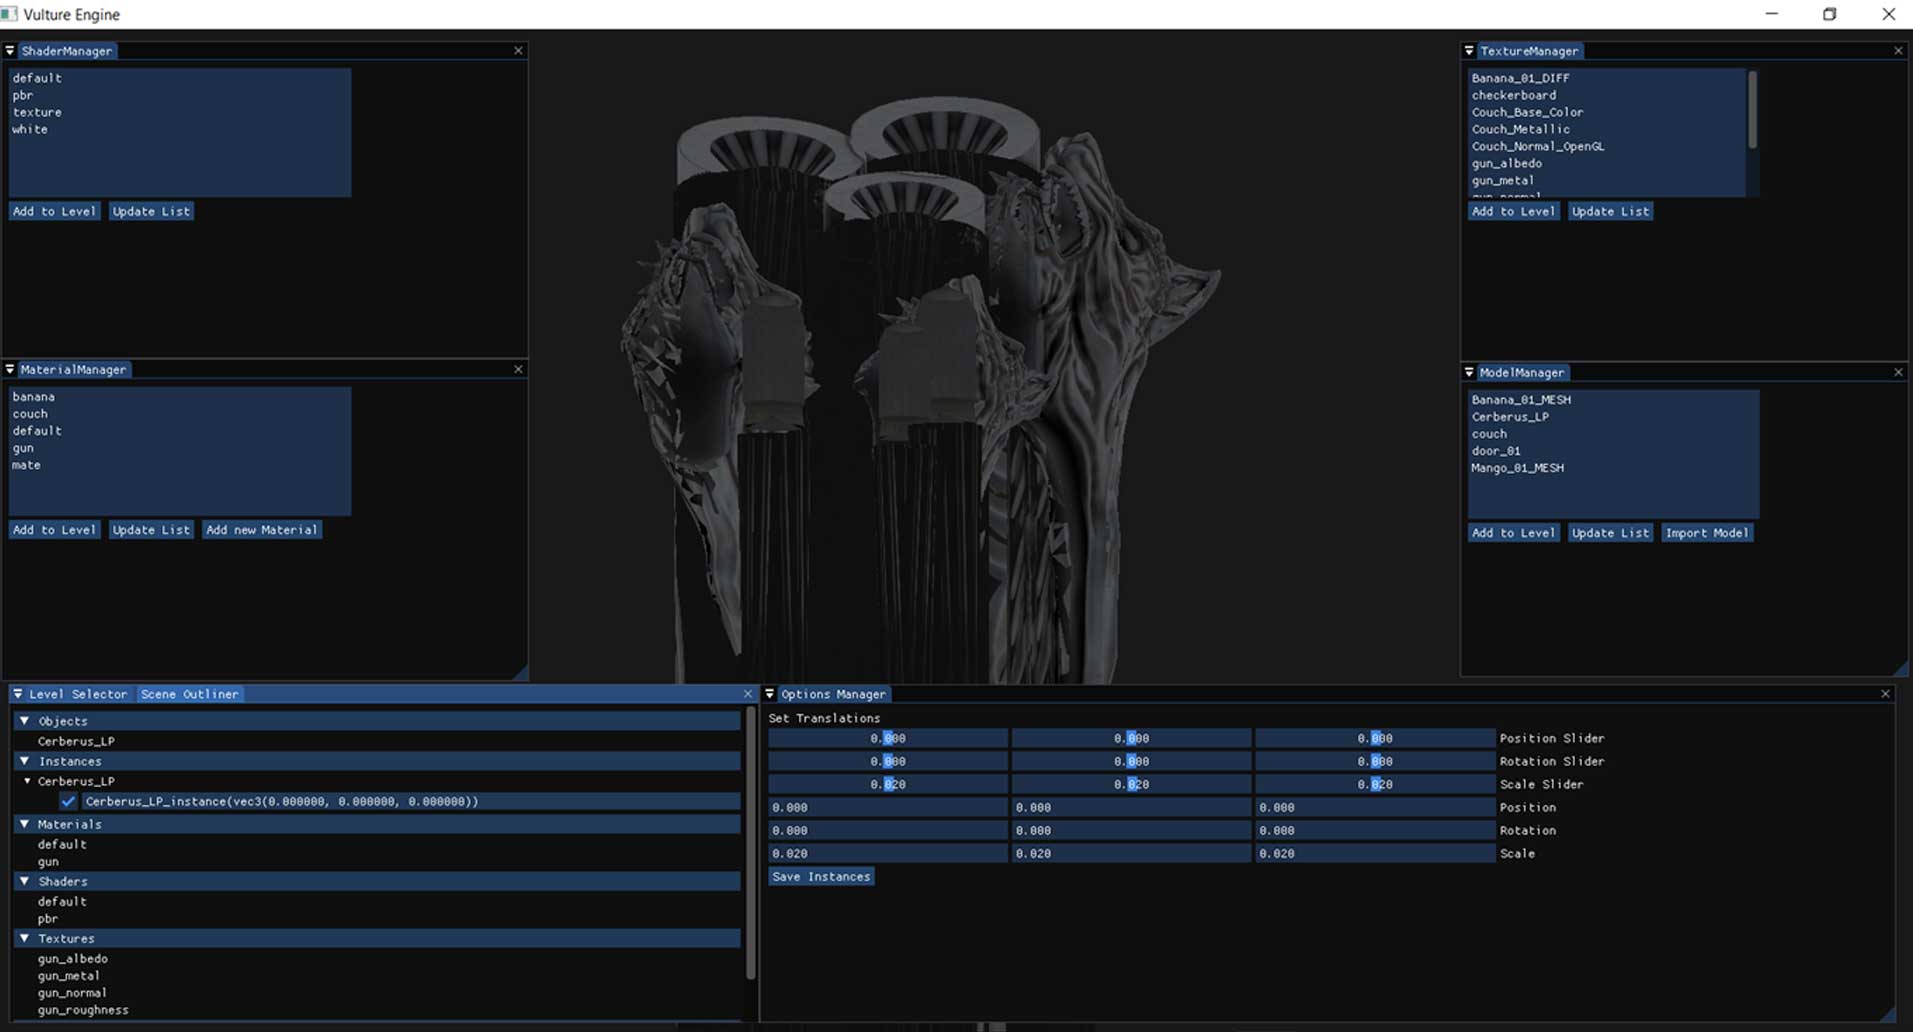 Vulture Engine
ShaderManager
default
pbr
texture
white
Add to Level Update List
MaterialManager
banana
couch
default
gun
mate
Add to Level Update List Add new Material
TextureManager
Banana_01_DIFF
checkerboard
Couch_Base_Color
Couch_Metallic
Couch_Normal_OpenGL
gun_albedo
gun_metal
gun_normal
Add to Level Update List
ModelManager
Banana_01_MESH
Cerberus_LP
couch
door_01
Mango_01_MESH
Add to Level Update List Import Model
Level Selector Scene Outliner
Objects
Cerberus_LP
Instances
Cerberus_LP
Cerberus_LP_instance(vec3(0.000000, 0.000000, 0.000000))
Materials
default
gun
Shaders
default
pbr
Textures
gun_albedo
gun_metal
gun_normal
gun_roughness
Options Manager
Set Translations
0.000 0.000 0.000 Position Slider
0.000 0.000 0.000 Rotation Slider
0.020 0.020 0.020 Scale Slider
0.000 0.000 0.000 Position
0.000 0.000 0.000 Rotation
0.020 0.020 0.020 Scale
Save Instances